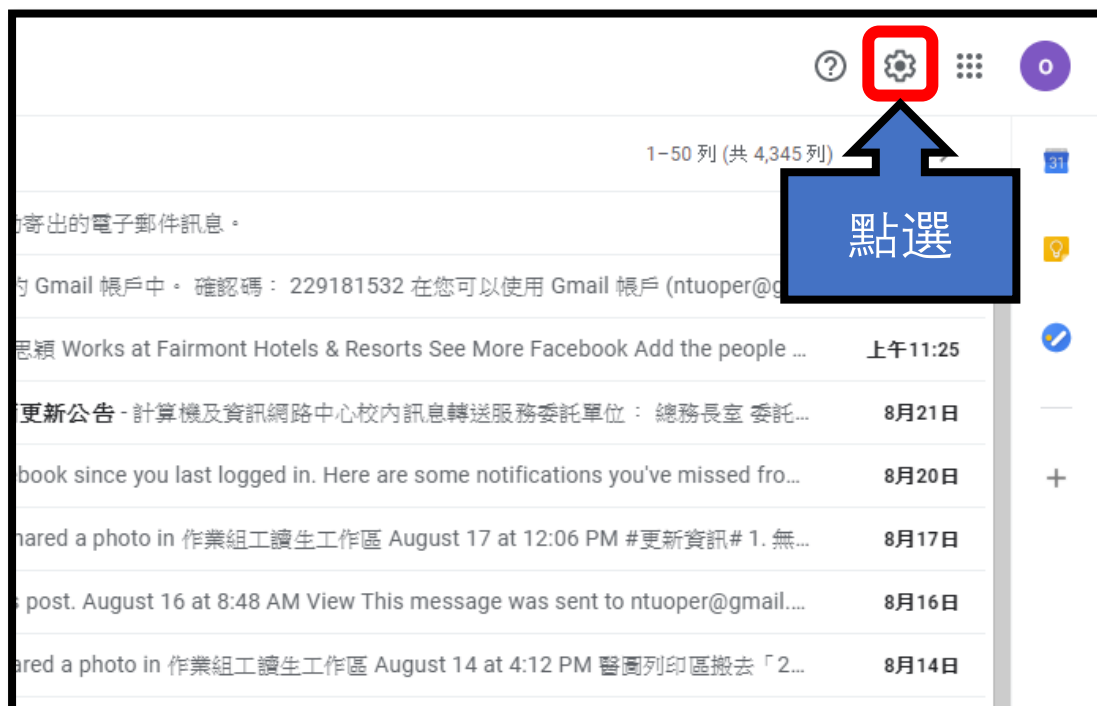 O
1-50 列 (共 4,345 列)
31
點選
寄出的電子郵件訊息。
Gmail 帳戶中。 確認碼： 229181532 在您可以使用 Gmail 帳戶 (ntuoper@g
思穎 Works at Fairmont Hotels & Resorts See More Facebook Add the people ... 上午11:25
更新公告 - 計算機及資訊網路中心校內訊息轉送服務委託單位： 總務長室 委託... 8月21日
book since you last logged in. Here are some notifications you've missed fro... 8月20日
hared a photo in 作業組工讀生工作區 August 17 at 12:06 PM #更新資訊# 1. 無... 8月17日
post. August 16 at 8:48 AM View This message was sent to ntuoper@gmail.... 8月16日
ared a photo in 作業組工讀生工作區 August 14 at 4:12 PM 醫圖列印區搬去「2... 8月14日